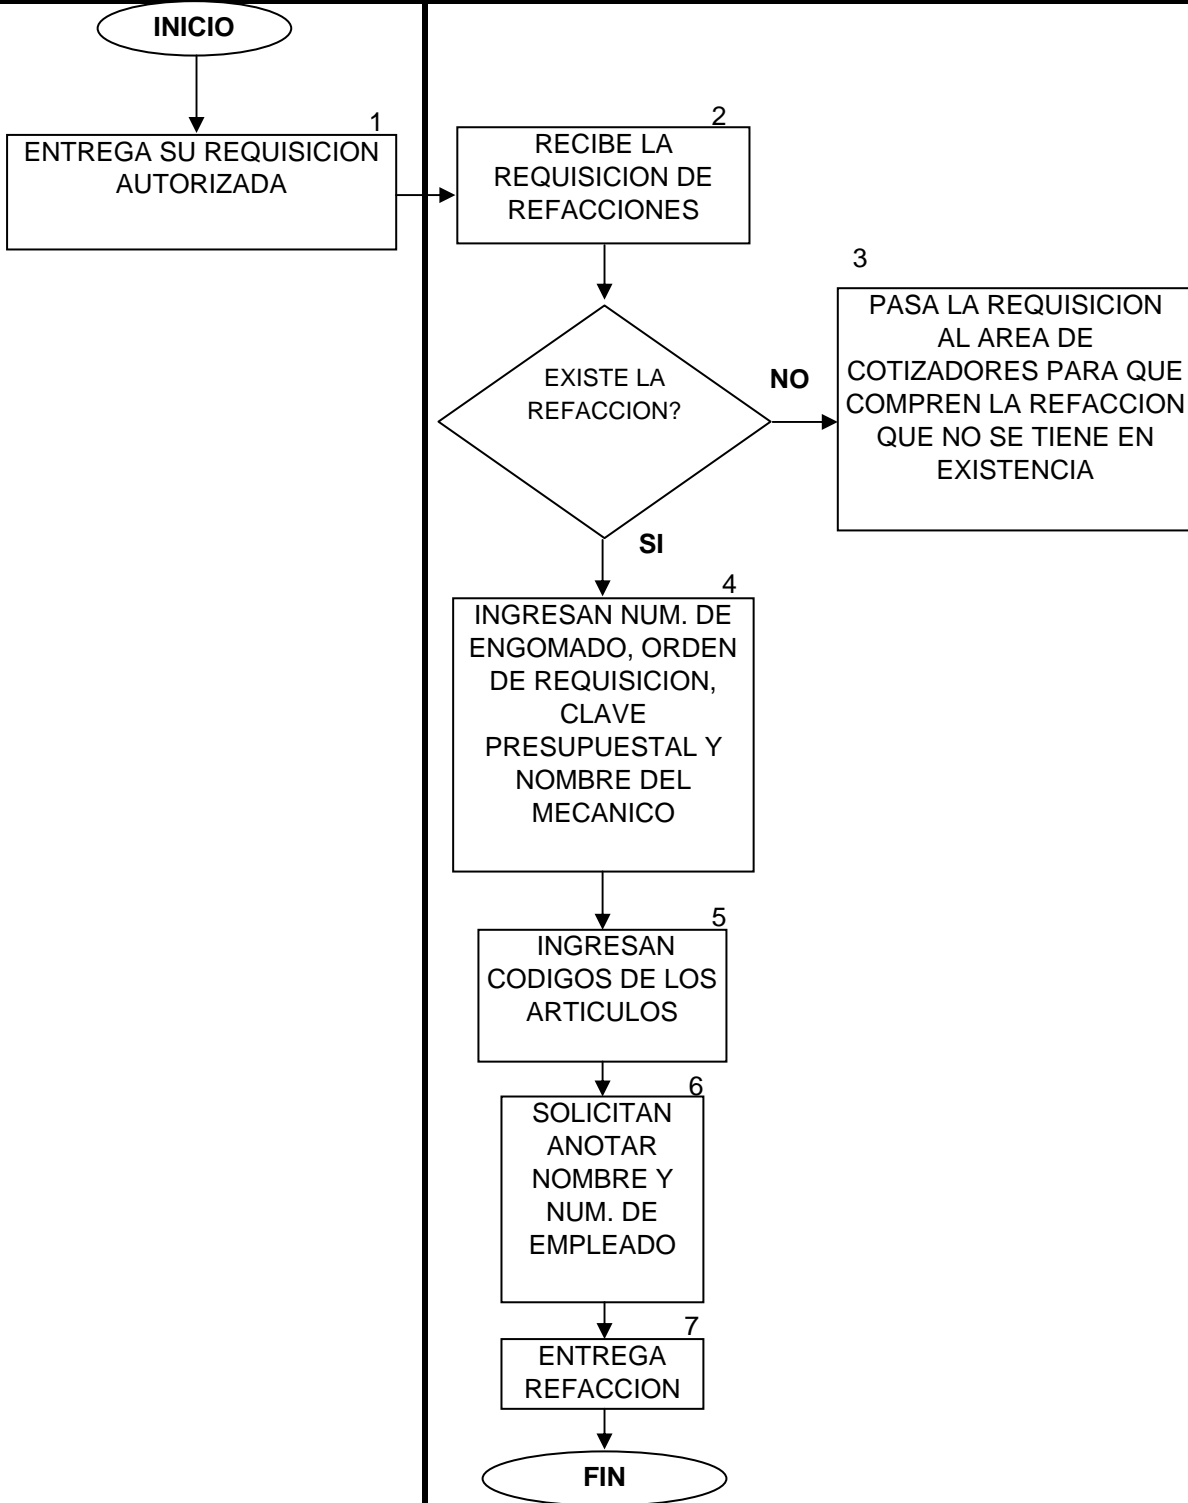 INICIO
1
ENTREGA SU REQUISICION
AUTORIZADA
2
RECIBE LA
REQUISICION DE
REFACCIONES
3
PASA LA REQUISICION
AL AREA DE
COTIZADORES PARA QUE
COMPREN LA REFACCION
QUE NO SE TIENE EN
EXISTENCIA
EXISTE LA
REFACCION?
NO
SI
4
INGRESAN NUM. DE
ENGOMADO, ORDEN
DE REQUISICION,
CLAVE
PRESUPUESTAL Y
NOMBRE DEL
MECANICO
5
INGRESAN
CODIGOS DE LOS
ARTICULOS
6
SOLICITAN
ANOTAR
NOMBRE Y
NUM. DE
EMPLEADO
7
ENTREGA
REFACCION
FIN